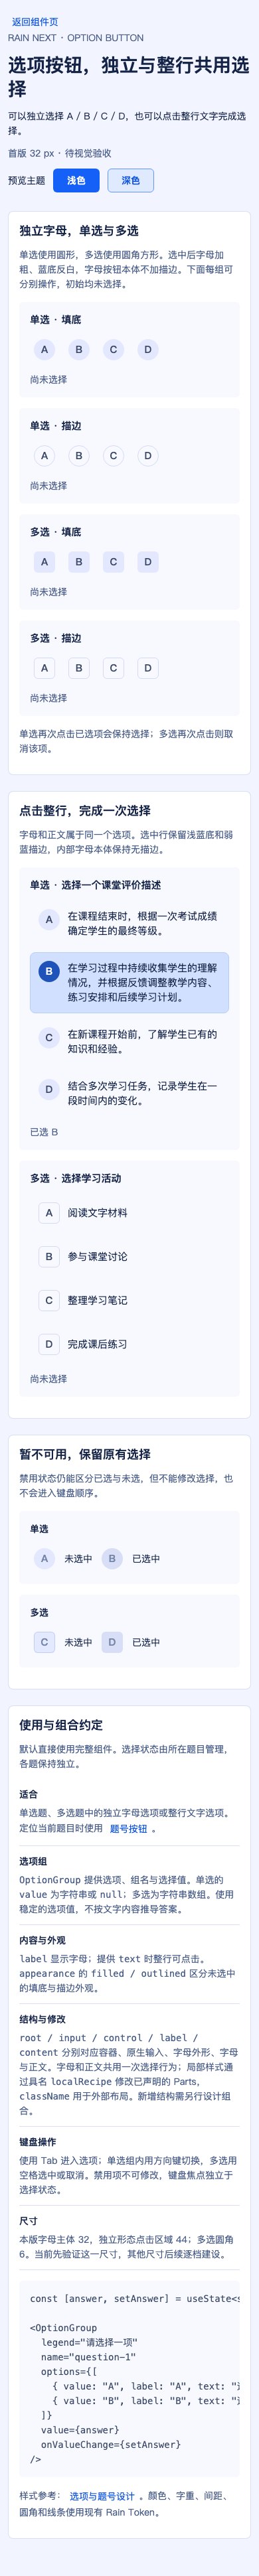 返回组件页
RAIN NEXT · OPTION BUTTON
选项按钮，独立与整行共用选
择
可以独立选择 A / B / C / D，也可以点击整行文字完成选
择。
首版 32 px · 待视觉验收
预览主题 浅色 深色
独立字母，单选与多选
单选使用圆形，多选使用圆角方形。选中后字母加
粗、蓝底反白，字母按钮本体不加描边。下面每组可
分别操作，初始均未选择。
单选 · 填底
A B C D
尚未选择
单选 · 描边
A B C D
尚未选择
多选 · 填底
A B C D
尚未选择
多选 · 描边
A B C D
尚未选择
单选再次点击已选项会保持选择；多选再次点击则取
消该项。
点击整行，完成一次选择
字母和正文属于同一个选项。选中行保留浅蓝底和弱
蓝描边，内部字母本体保持无描边。
单选 · 选择一个课堂评价描述
A 在课程结束时，根据一次考试成绩
确定学生的最终等级。
B 在学习过程中持续收集学生的理解
情况，并根据反馈调整教学内容、
练习安排和后续学习计划。
C 在新课程开始前，了解学生已有的
知识和经验。
D 结合多次学习任务，记录学生在一
段时间内的变化。
已选 B
多选 · 选择学习活动
A 阅读文字材料
B 参与课堂讨论
C 整理学习笔记
D 完成课后练习
尚未选择
暂不可用，保留原有选择
禁用状态仍能区分已选与未选，但不能修改选择，也
不会进入键盘顺序。
单选
A 未选中 B 已选中
多选
C 未选中 D 已选中
使用与组合约定
默认直接使用完整组件。选择状态由所在题目管理，
各题保持独立。
适合
单选题、多选题中的独立字母选项或整行文字选项。
定位当前题目时使用 题号按钮 。
选项组
OptionGroup 提供选项、组名与选择值。单选的
value 为字符串或 null；多选为字符串数组。使用
稳定的选项值，不按文字内容推导答案。
内容与外观
label 显示字母；提供 text 时整行可点击。
appearance 的 filled / outlined 区分未选中
的填底与描边外观。
结构与修改
root / input / control / label /
content 分别对应容器、原生输入、字母外形、字母
与正文。字母和正文共用一次选择行为；局部样式通
过具名 localRecipe 修改已声明的 Parts，
className 用于外部布局。新增结构需另行设计组
合。
键盘操作
使用 Tab 进入选项；单选组内用方向键切换，多选用
空格选中或取消。禁用项不可修改，键盘焦点独立于
选择状态。
尺寸
本版字母主体 32，独立形态点击区域 44；多选圆角
6。当前先验证这一尺寸，其他尺寸后续逐档建设。
const [answer, setAnswer] = useState<s
<OptionGroup
legend="请选择一项"
name="question-1"
options={[
{ value: "A", label: "A", text: "
{ value: "B", label: "B", text: "
]}
value={answer}
onValueChange={setAnswer}
/>
样式参考： 选项与题号设计 。颜色、字重、间距、
圆角和线条使用现有 Rain Token。